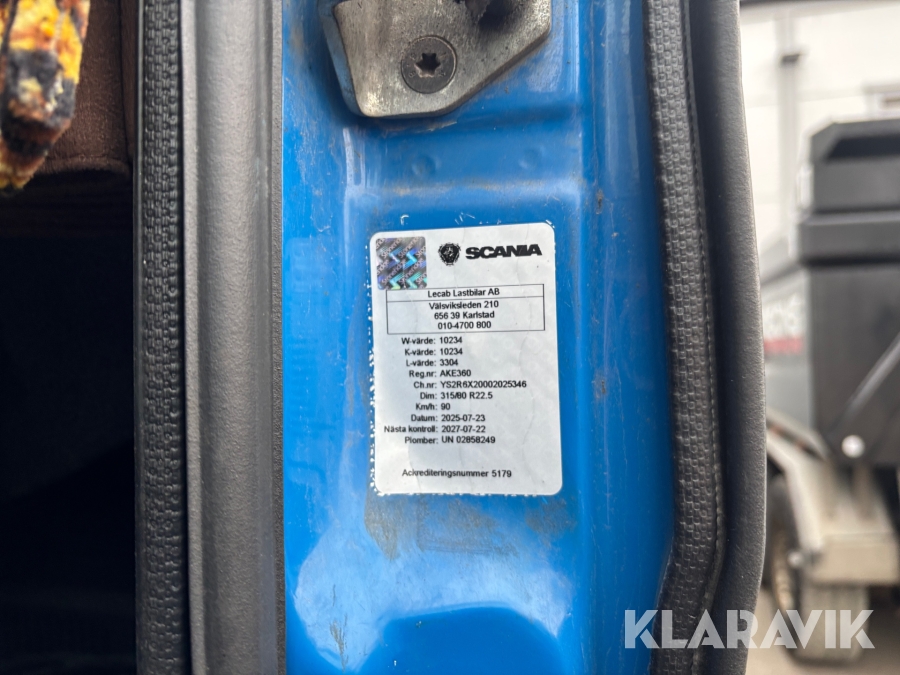 SCANIA
Lecab Lastbilar AB
Välsviksleden 210
656 39 Karlstad
010-4700 800
W-värde: 10234
K-värde: 10234
L-värde: 3304
Reg.nr: AKE360
Ch.nr: YS2R6X20002025346
Dim: 315/80 R22.5
Km/h: 90
Datum: 2025-07-23
Nästa kontroll: 2027-07-22
Plomber: UN 02858249
Ackrediteringsnummer 5179
KLARAVIK